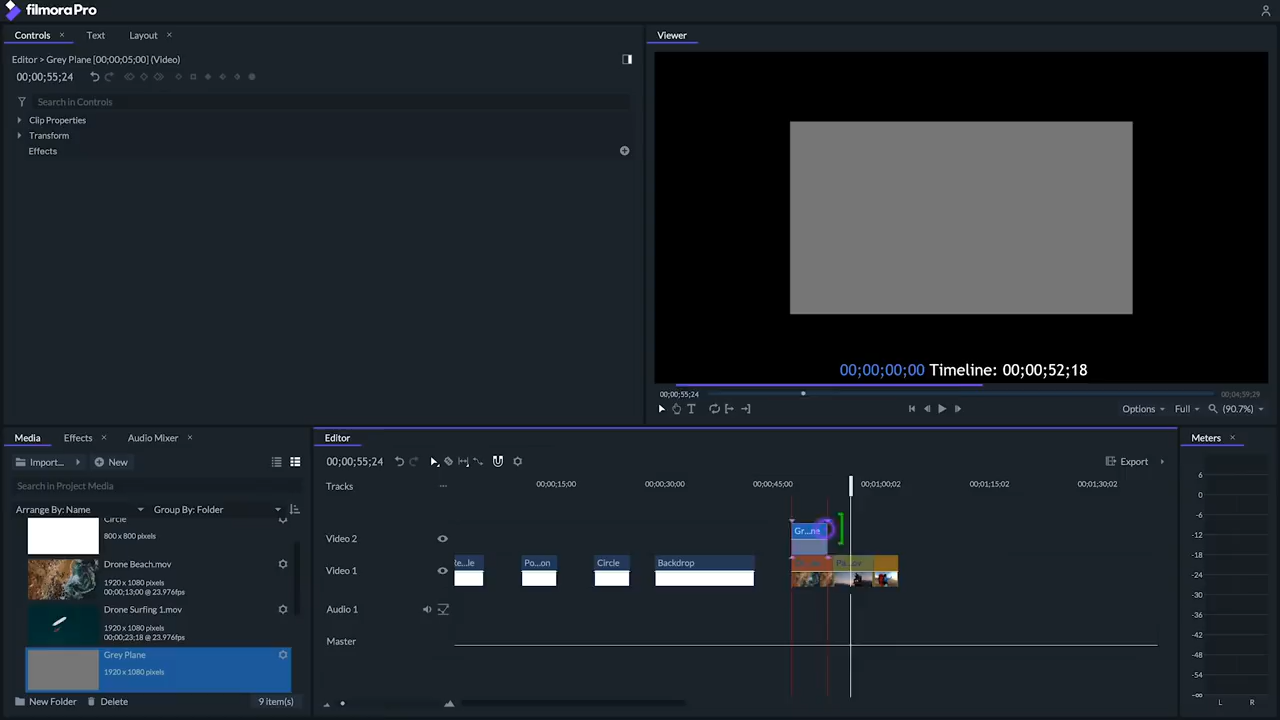 filmora Pro
Controls
Text
Layout
Viewer
Editor > Grey Plane [00;00;05;00] (Video)
00;00;55;24
Search in Controls
Clip Properties
Transform
Effects
00;00;00;00 Timeline: 00;00;52;18
00;00;55;24
00;04;59;29
Options
Full
(90.7%)
Media
Effects
Audio Mixer
Editor
Meters
Import...
New
00;00;55;24
Export
Search in Project Media
Tracks
00;00;15;00
00;00;30;00
00;00;45;00
00;01;00;02
00;01;15;02
00;01;30;02
Arrange By: Name
Group By: Folder
Circle
800 x 800 pixels
Drone Beach.mov
1920 x 1080 pixels
00;00;13;00 @ 23.976fps
Drone Surfing 1.mov
1920 x 1080 pixels
00;00;23;18 @ 23.976fps
Grey Plane
1920 x 1080 pixels
Video 2
Gr...ne
Video 1
Po...on
Circle
Backdrop
Audio 1
Master
New Folder
Delete
9 item(s)
6
0
-6
-12
-18
-24
-30
-36
-42
-48
-54
-∞
L
R